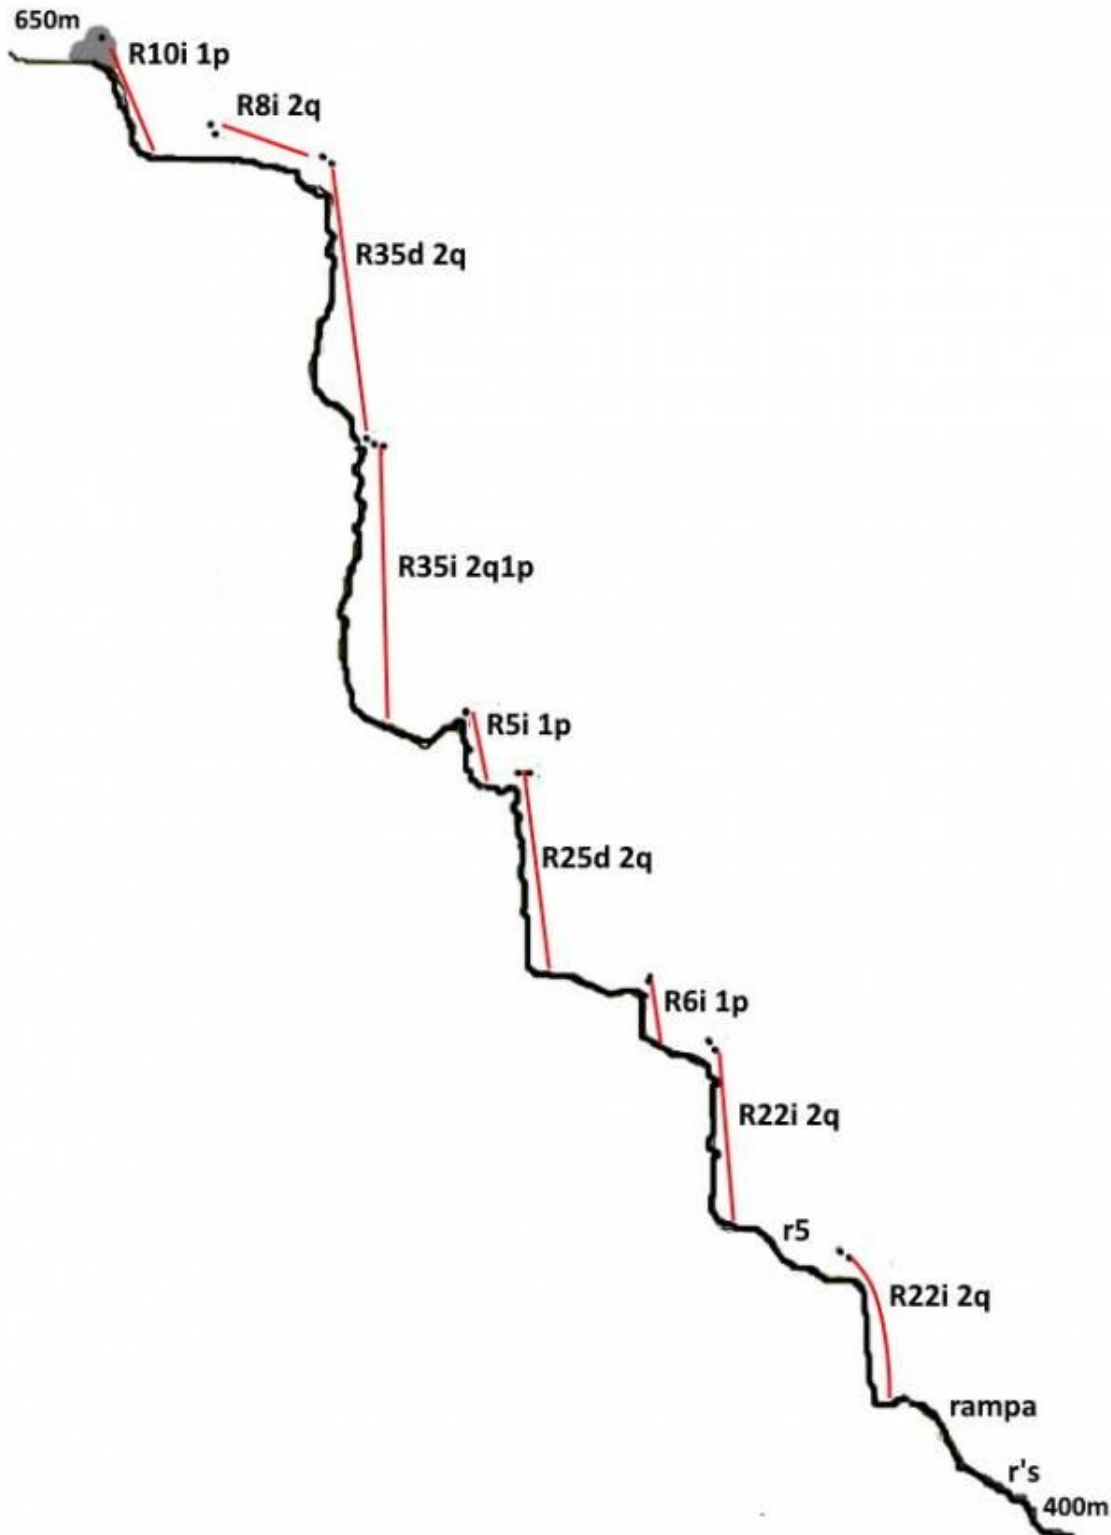 650m
R10i 1p
R8i 2q
R35d 2q
R35i 2q1p
R5i 1p
R25d 2q
R6i 1p
R22i 2q
r5
R22i 2q
rampa
r's
400m